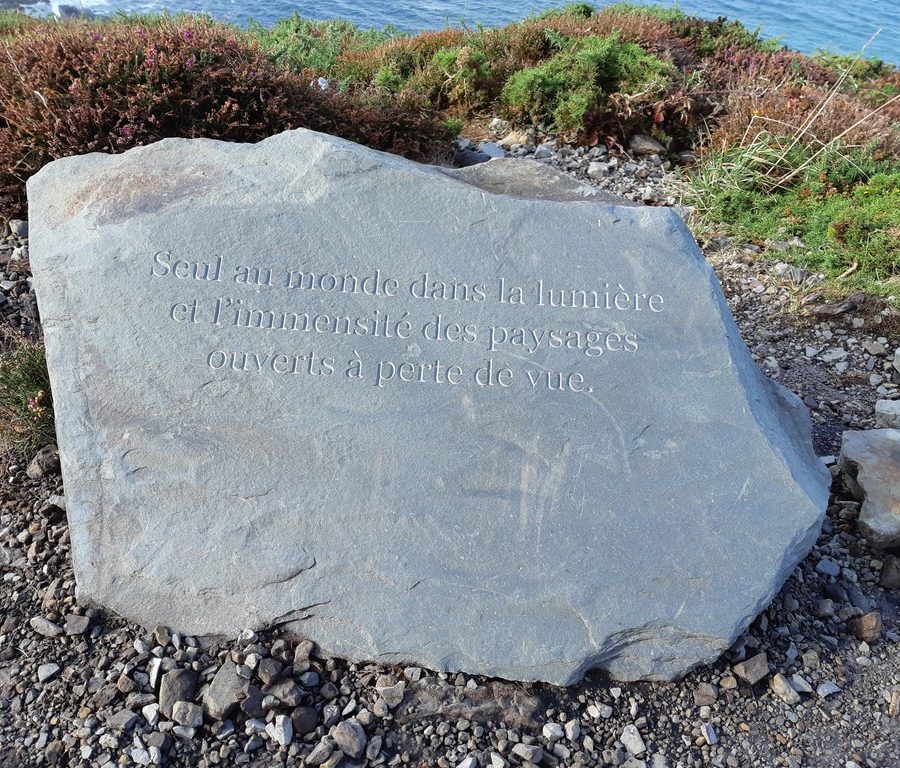 Seul au monde dans la lumière
et l'immensité des paysages
ouverts à perte de vue.